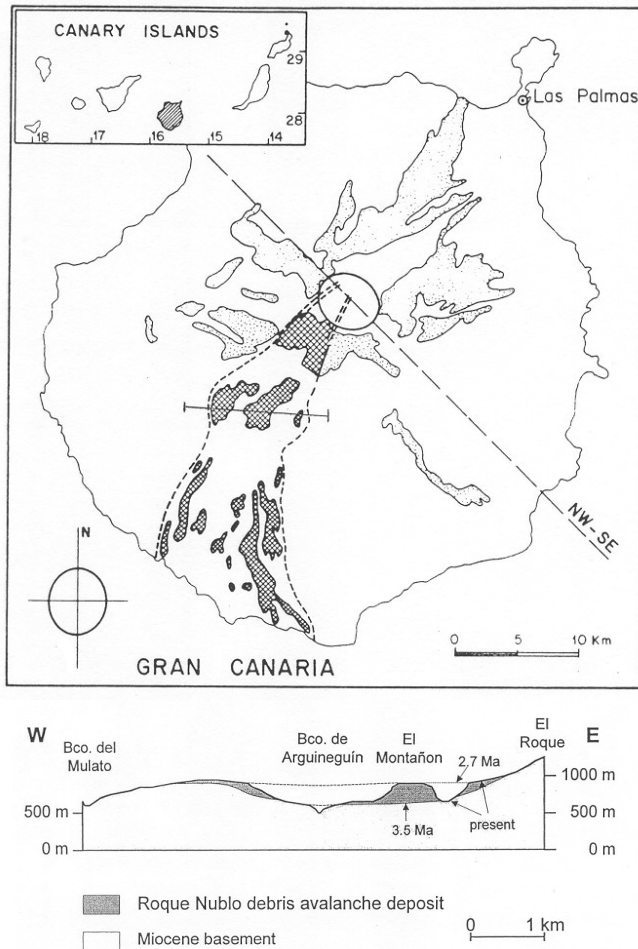 CANARY ISLANDS
29
28
18
17
16
15
14
Las Palmas
NW-SE
N
0 5 10 Km
GRAN CANARIA
W
E
Bco. del
Mulato
Bco. de
Arguineguín
El
Montañon
El
Roque
2.7 Ma
1000 m
500 m
0 m
3.5 Ma
present
1000 m
500 m
0 m
Roque Nublo debris avalanche deposit
Miocene basement
0 1 km